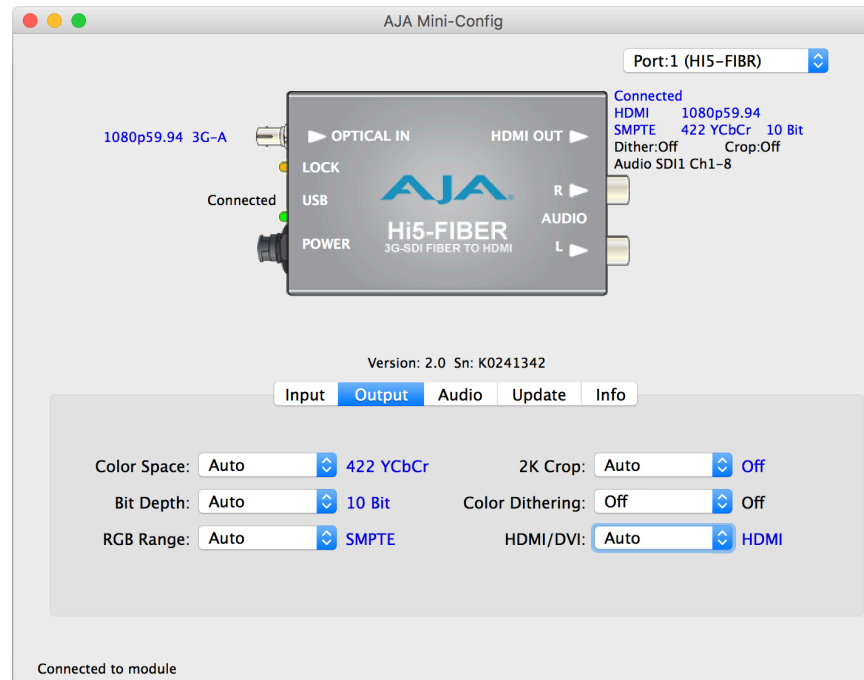 AJA Mini-Config
Port:1 (HI5-FIBR)
Connected
HDMI 1080p59.94
SMPTE 422 YCbCr 10 Bit
Dither:Off Crop:Off
Audio SDI1 Ch1-8
1080p59.94 3G-A
OPTICAL IN HDMI OUT
LOCK
Connected USB
AJA
R
AUDIO
Hi5-FIBER
3G-SDI FIBER TO HDMI
POWER L
Version: 2.0 Sn: K0241342
Input Output Audio Update Info
Color Space: Auto 422 YCbCr 2K Crop: Auto Off
Bit Depth: Auto 10 Bit Color Dithering: Off Off
RGB Range: Auto SMPTE HDMI/DVI: Auto HDMI
Connected to module